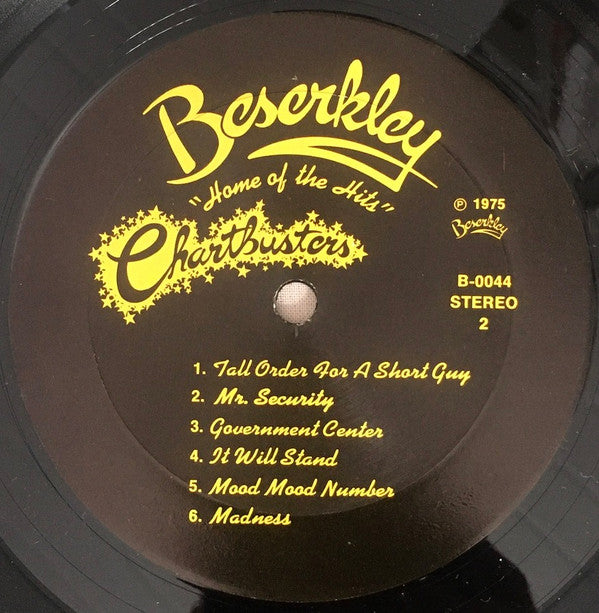 Beserkley
"Home of the Hits"
℗ 1975
Beserkley
Chartbusters
B-0044
STEREO
2
1. Tall Order For A Short Guy
2. Mr. Security
3. Government Center
4. It Will Stand
5. Mood Mood Number
6. Madness